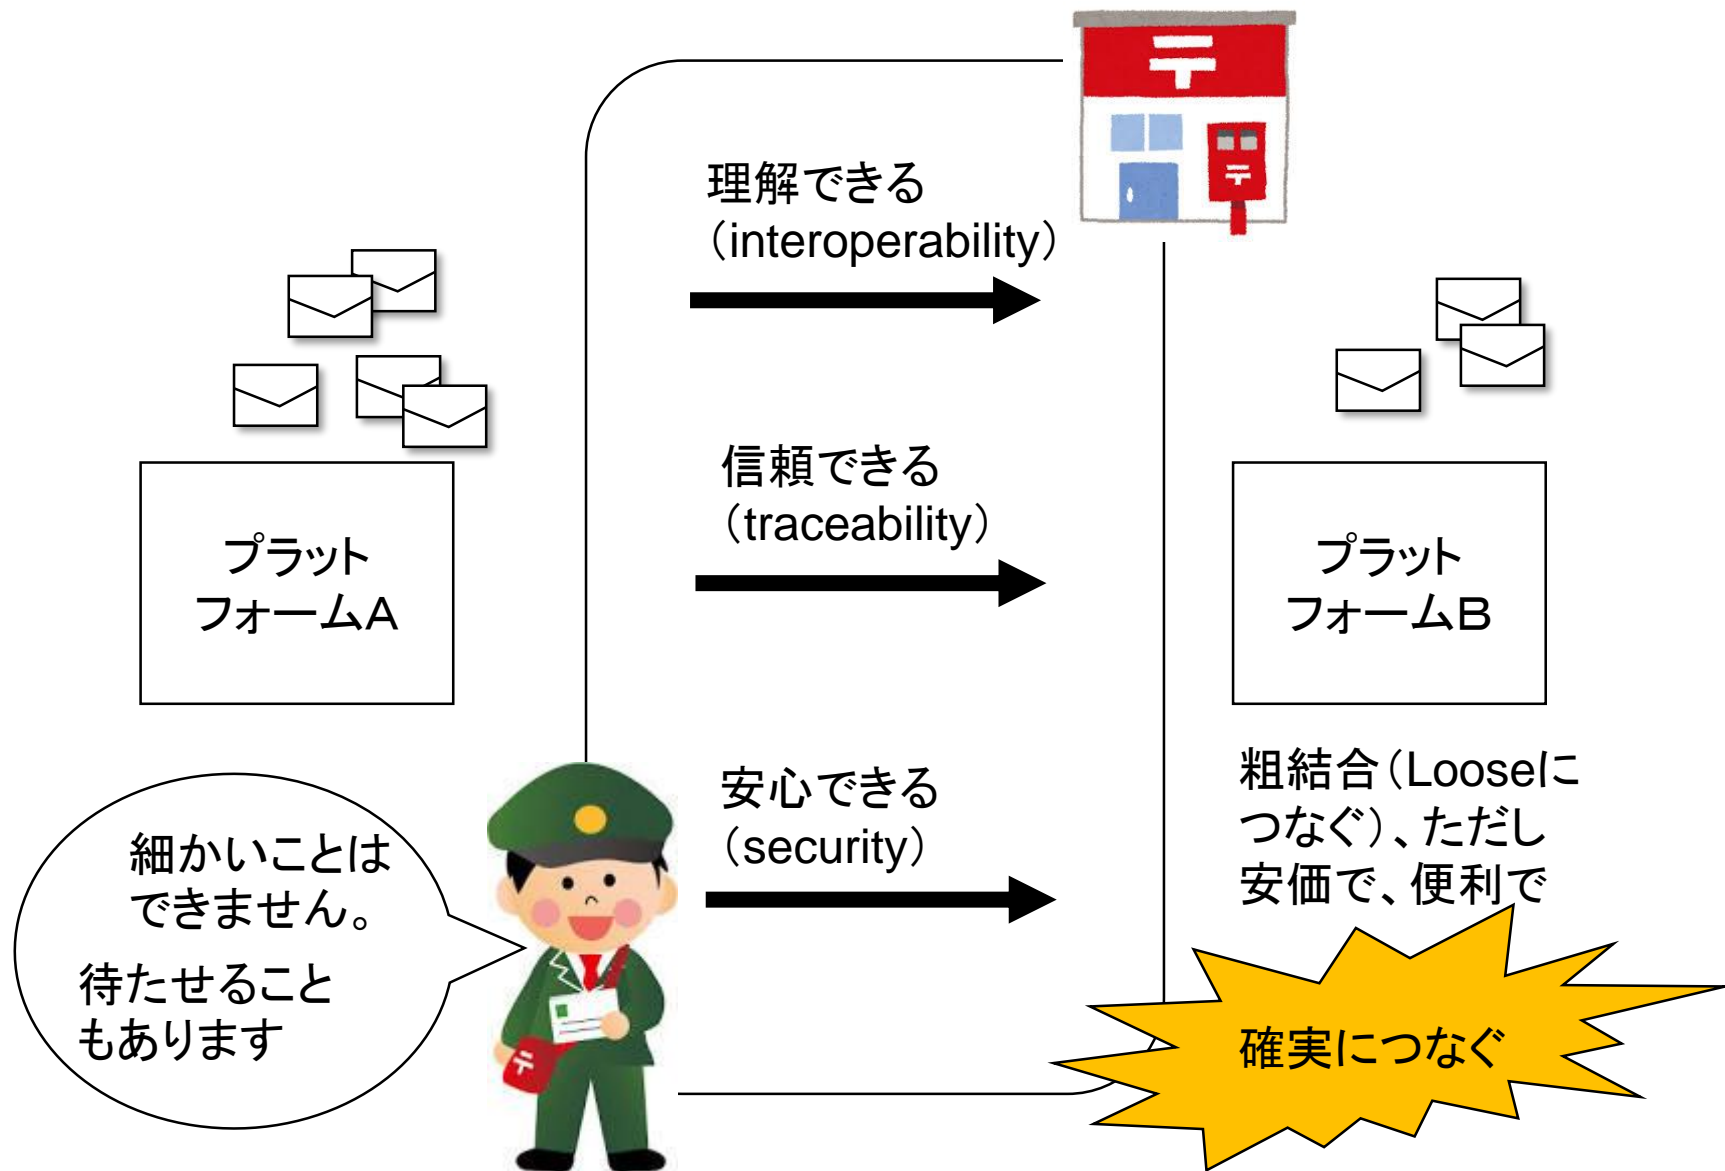 〒
〒
理解できる
（interoperability）
信頼できる
（traceability）
プラット
フォームＡ
プラット
フォームＢ
安心できる
（security）
粗結合（Looseに
つなぐ）、ただし
安価で、便利で
確実につなぐ
細かいことは
できません。
待たせること
もあります
〒